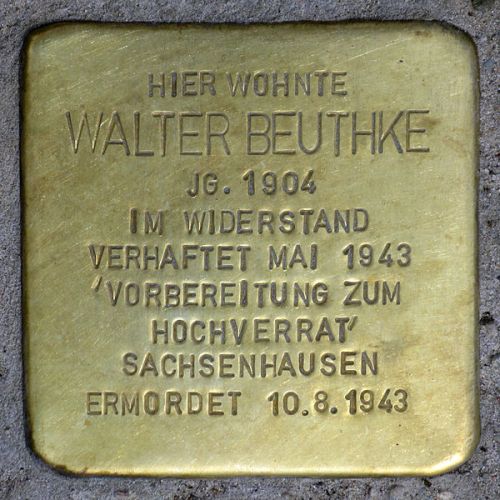 HIER WOHNTE
WALTER BEUTHKE
JG. 1904
IM WIDERSTAND
VERHAFTET MAI 1943
'VORBEREITUNG ZUM
HOCHVERRAT'
SACHSENHAUSEN
ERMORDET 10.8.1943